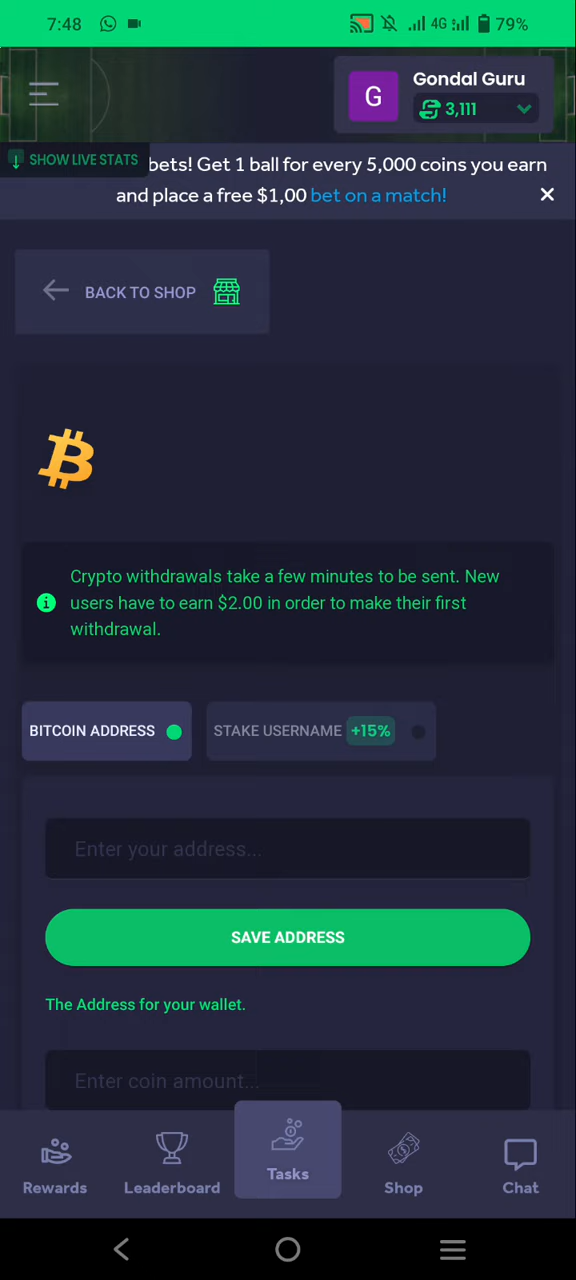 7:48 4G 79%
G Gondal Guru
3,111
SHOW LIVE STATS bets! Get 1 ball for every 5,000 coins you earn
and place a free $1,00 bet on a match!
BACK TO SHOP
Crypto withdrawals take a few minutes to be sent. New
users have to earn $2.00 in order to make their first
withdrawal.
BITCOIN ADDRESS STAKE USERNAME +15%
Enter your address...
SAVE ADDRESS
The Address for your wallet.
Enter coin amount...
Rewards Leaderboard Tasks Shop Chat